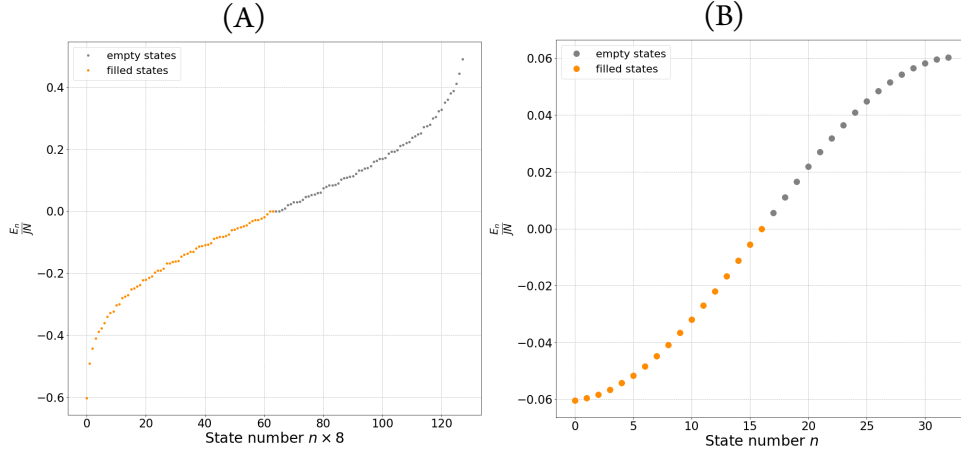 (A)
empty states
filled states
0.4
0.2
0.0
−0.2
−0.4
−0.6
E_n/JN
0 20 40 60 80 100 120
State number n × 8
(B)
empty states
filled states
0.06
0.04
0.02
0.00
−0.02
−0.04
−0.06
E_n/JN
0 5 10 15 20 25 30
State number n